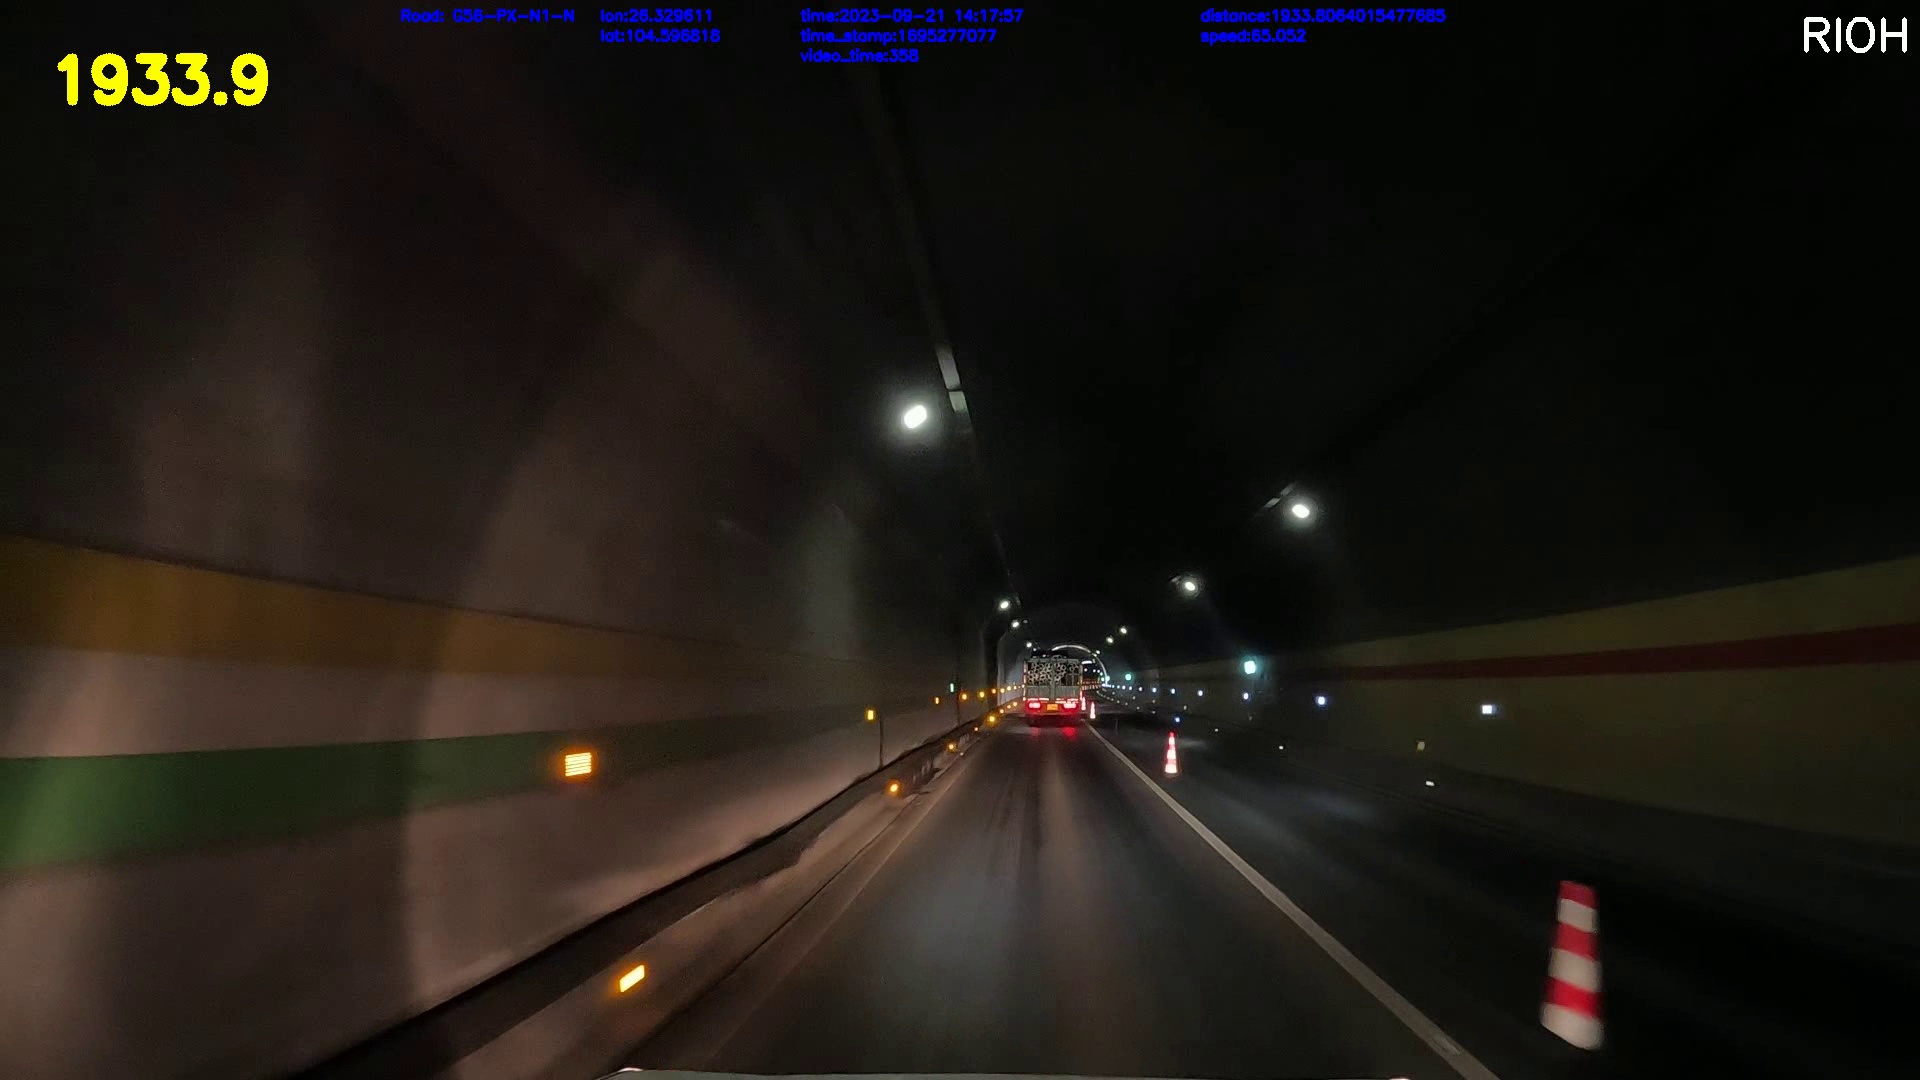 Road: G56-PX-N1-N lon:26.329611 time:2023-09-21 14:17:57 distance:1933.8064015477685
lat:104.596818 time_stamp:1695277077 speed:65.052
video_time:358
RIOH
1933.9